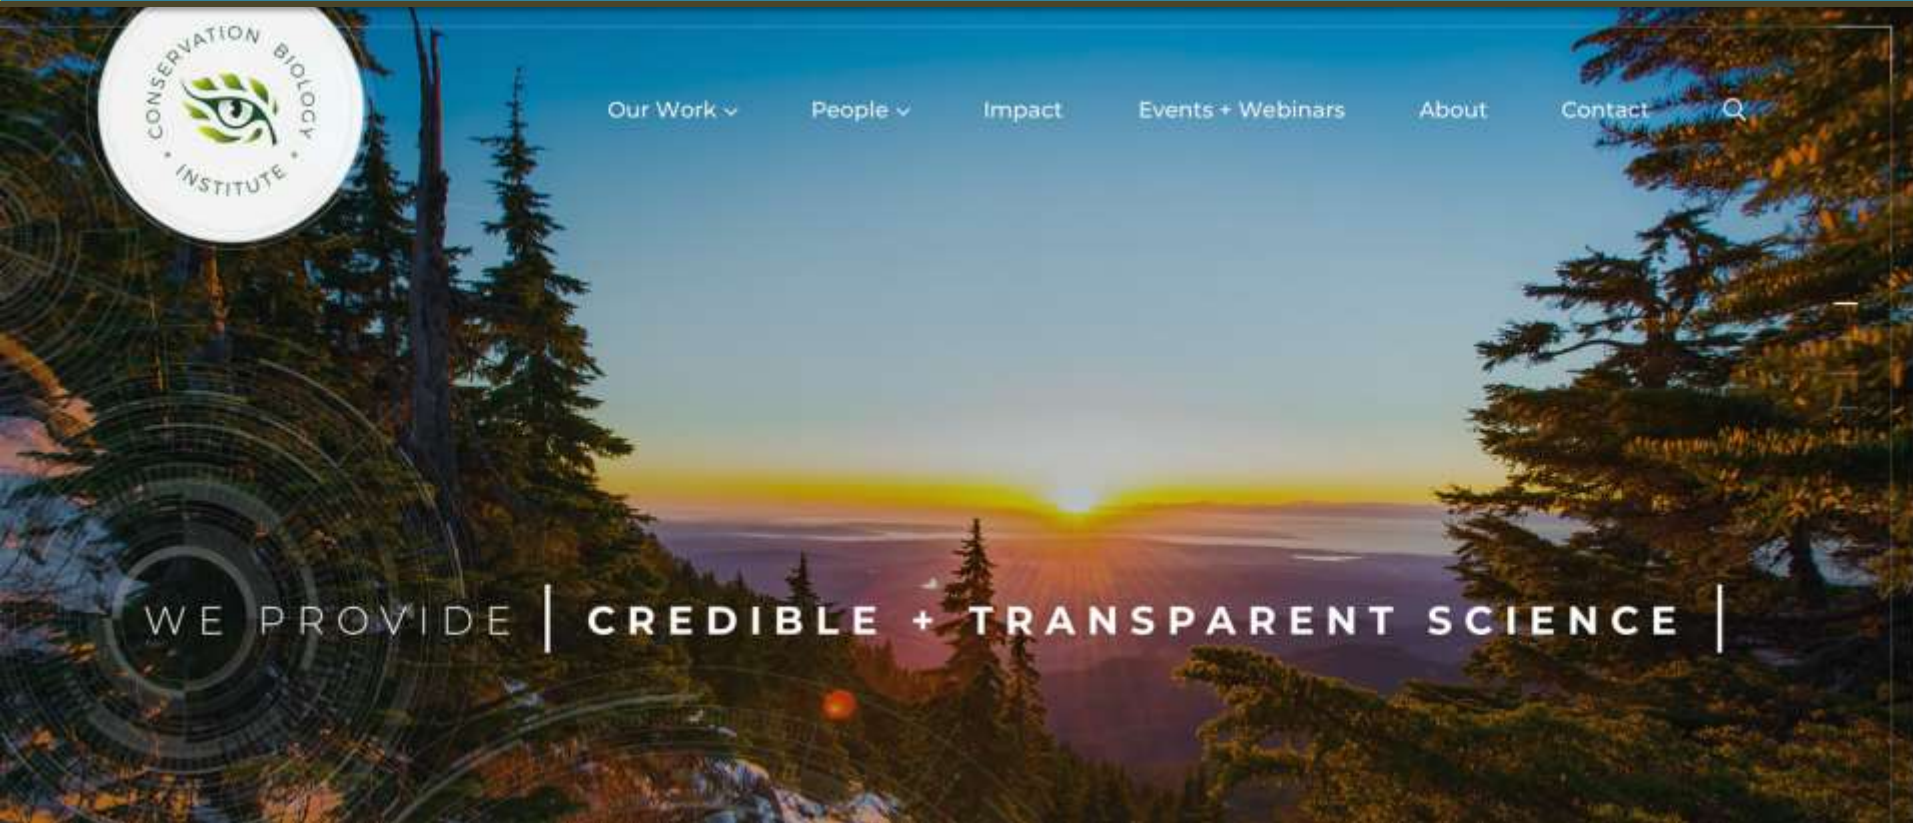 CONSERVATION BIOLOGY
• INSTITUTE •
Our Work People Impact Events + Webinars About Contact
WE PROVIDE | CREDIBLE + TRANSPARENT SCIENCE |